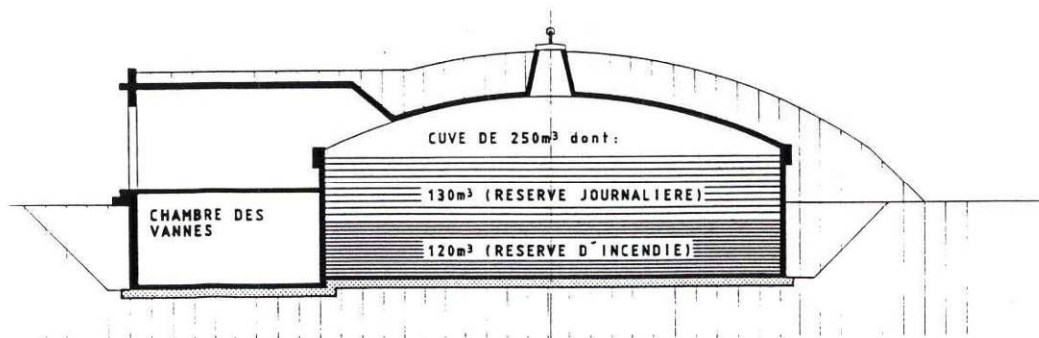 CUVE DE 250m³ dont:
130m³ (RESERVE JOURNALIERE)
CHAMBRE DES
VANNES
120m³ (RESERVE D´INCENDIE)